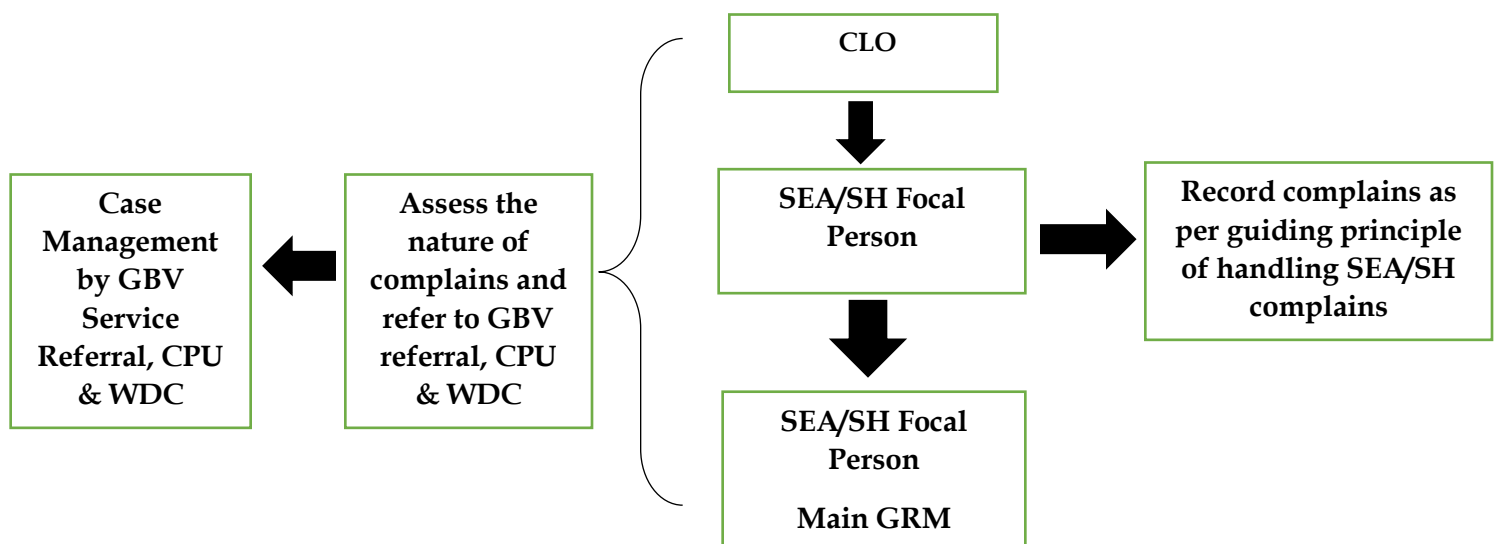 CLO
SEA/SH Focal
Person
SEA/SH Focal
Person
Main GRM
Record complains as
per guiding principle
of handling SEA/SH
complains
Assess the
nature of
complains and
refer to GBV
referral, CPU
& WDC
Case
Management
by GBV
Service
Referral, CPU
& WDC